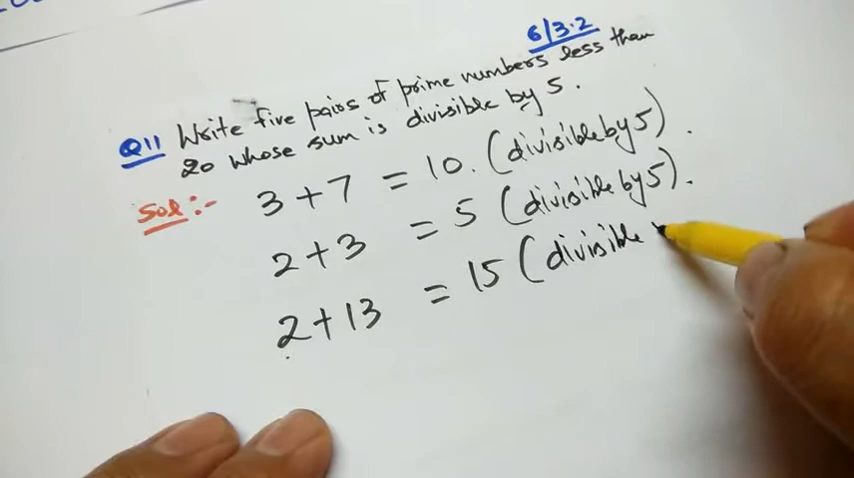 6/3.2
Q11 Write five pairs of prime numbers less than
20 whose sum is divisible by 5.
Sol:- 3 + 7 = 10. (divisible by 5).
2 + 3 = 5 (divisible by 5).
2 + 13 = 15 (divisible